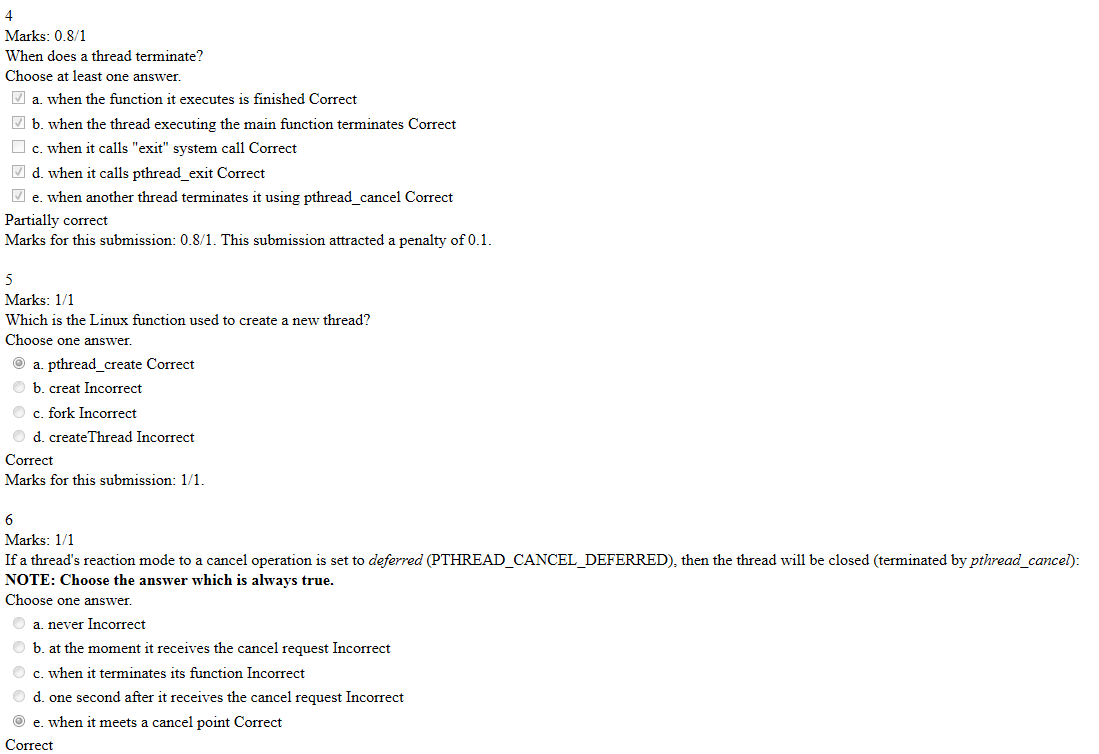 4
Marks: 0.8/1
When does a thread terminate?
Choose at least one answer.
a. when the function it executes is finished Correct
b. when the thread executing the main function terminates Correct
c. when it calls "exit" system call Correct
d. when it calls pthread_exit Correct
e. when another thread terminates it using pthread_cancel Correct
Partially correct
Marks for this submission: 0.8/1. This submission attracted a penalty of 0.1.
5
Marks: 1/1
Which is the Linux function used to create a new thread?
Choose one answer.
a. pthread_create Correct
b. creat Incorrect
c. fork Incorrect
d. createThread Incorrect
Correct
Marks for this submission: 1/1.
6
Marks: 1/1
If a thread's reaction mode to a cancel operation is set to deferred (PTHREAD_CANCEL_DEFERRED), then the thread will be closed (terminated by pthread_cancel):
NOTE: Choose the answer which is always true.
Choose one answer.
a. never Incorrect
b. at the moment it receives the cancel request Incorrect
c. when it terminates its function Incorrect
d. one second after it receives the cancel request Incorrect
e. when it meets a cancel point Correct
Correct